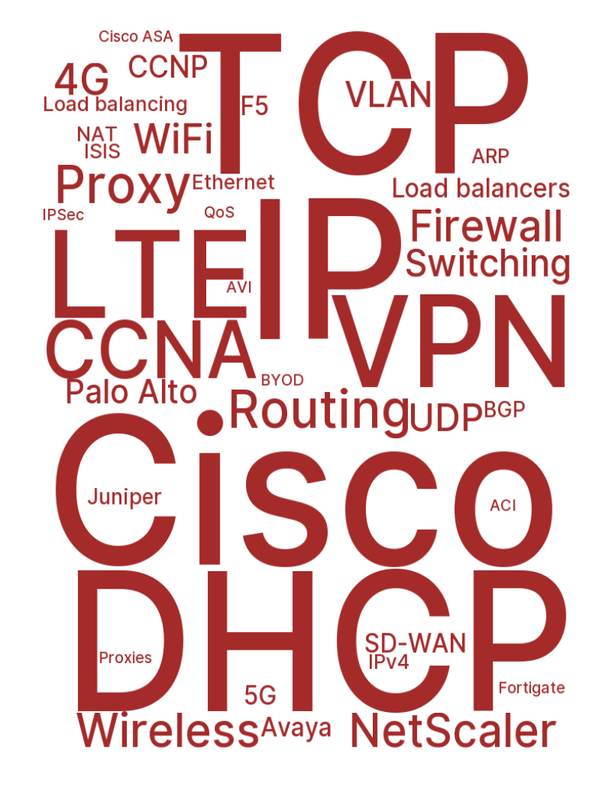 Cisco ASA
TCP
CCNP
4G
F5
VLAN
Load balancing
NAT
WiFi
ISIS
ARP
Proxy
Ethernet
Load balancers
IPSec
QoS
IP
Firewall
LTE
Switching
AVI
VPN
CCNA
BYOD
Palo Alto
Routing
UDP
BGP
Cisco
Juniper
ACI
DHCP
SD-WAN
Proxies
IPv4
5G
Fortigate
Wireless
Avaya
NetScaler